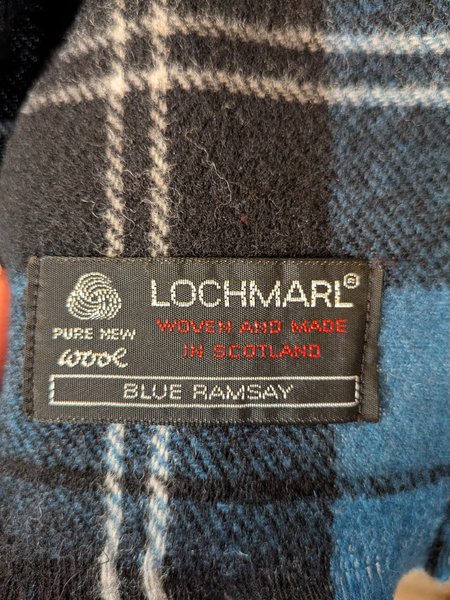 LOCHMARL®
WOVEN AND MADE
IN SCOTLAND
PURE NEW
wool
BLUE RAMSAY